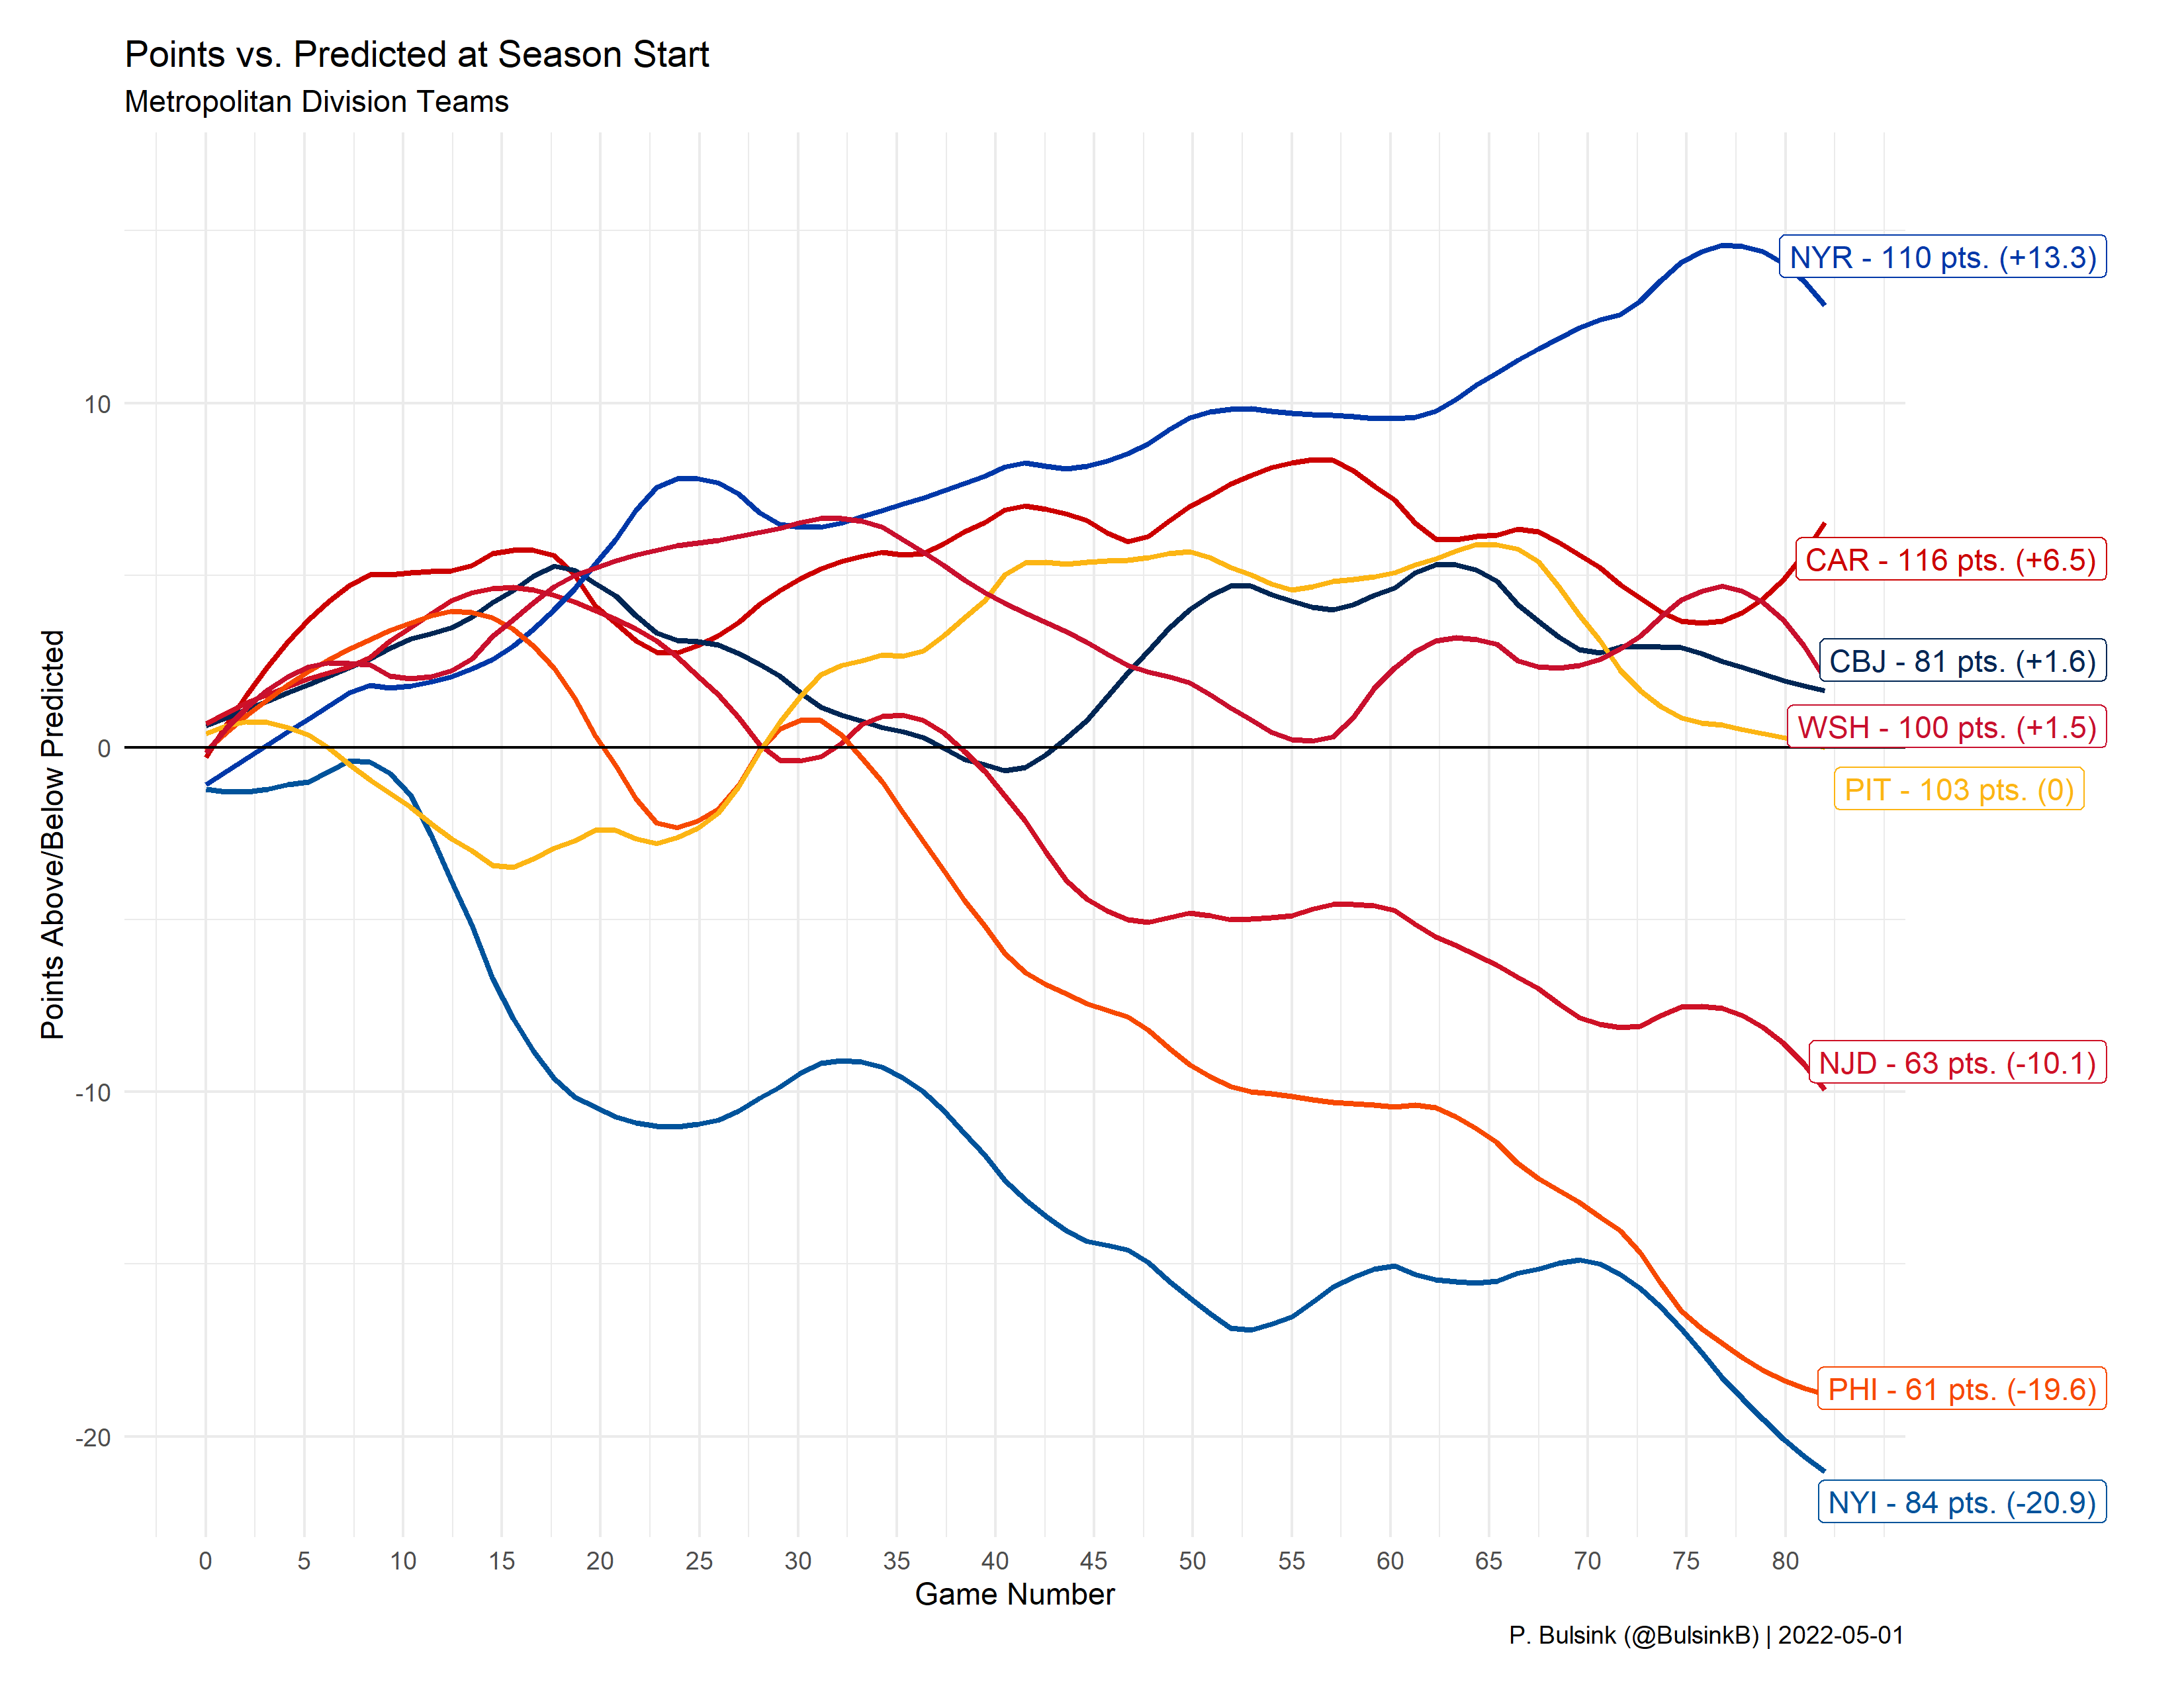 Points vs. Predicted at Season Start
Metropolitan Division Teams
Points Above/Below Predicted
10
0
-10
-20
NYR - 110 pts. (+13.3)
CAR - 116 pts. (+6.5)
CBJ - 81 pts. (+1.6)
WSH - 100 pts. (+1.5)
PIT - 103 pts. (0)
NJD - 63 pts. (-10.1)
PHI - 61 pts. (-19.6)
NYI - 84 pts. (-20.9)
0 5 10 15 20 25 30 35 40 45 50 55 60 65 70 75 80
Game Number
P. Bulsink (@BulsinkB) | 2022-05-01